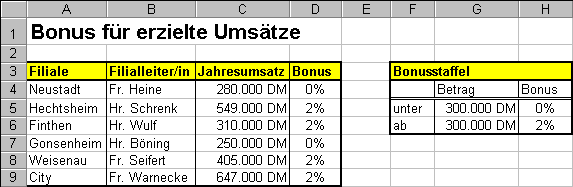 A B C D E F G H
1 Bonus für erzielte Umsätze
2
3 Filiale Filialleiter/in Jahresumsatz Bonus Bonusstaffel
4 Neustadt Fr. Heine 280.000 DM 0% Betrag Bonus
5 Hechtsheim Hr. Schrenk 549.000 DM 2% unter 300.000 DM 0%
6 Finthen Hr. Wulf 310.000 DM 2% ab 300.000 DM 2%
7 Gonsenheim Hr. Böning 250.000 DM 0%
8 Weisenau Fr. Seifert 405.000 DM 2%
9 City Fr. Warnecke 647.000 DM 2%